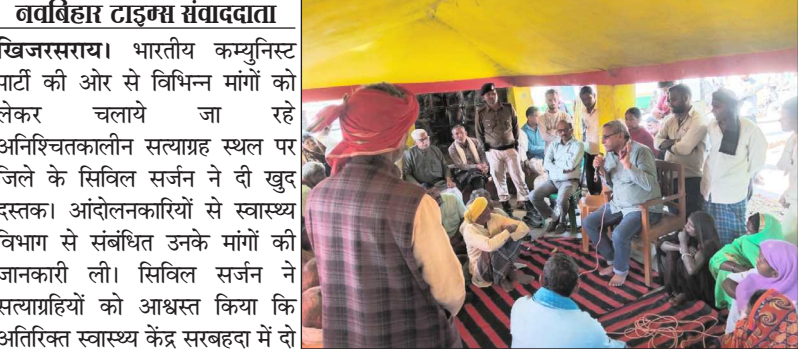 नवबिहार टाइम्स संवाददाता
खिजरसराय। भारतीय कम्युनिस्ट
पार्टी की ओर से विभिन्न मांगों को
लेकर चलाये जा रहे
अनिश्चितकालीन सत्याग्रह स्थल पर
जिले के सिविल सर्जन ने दी खुद
दस्तक। आंदोलनकारियों से स्वास्थ्य
विभाग से संबंधित उनके मांगों की
जानकारी ली। सिविल सर्जन ने
सत्याग्रहियों को आश्वस्त किया कि
अतिरिक्त स्वास्थ्य केंद्र सरबहदा में दो